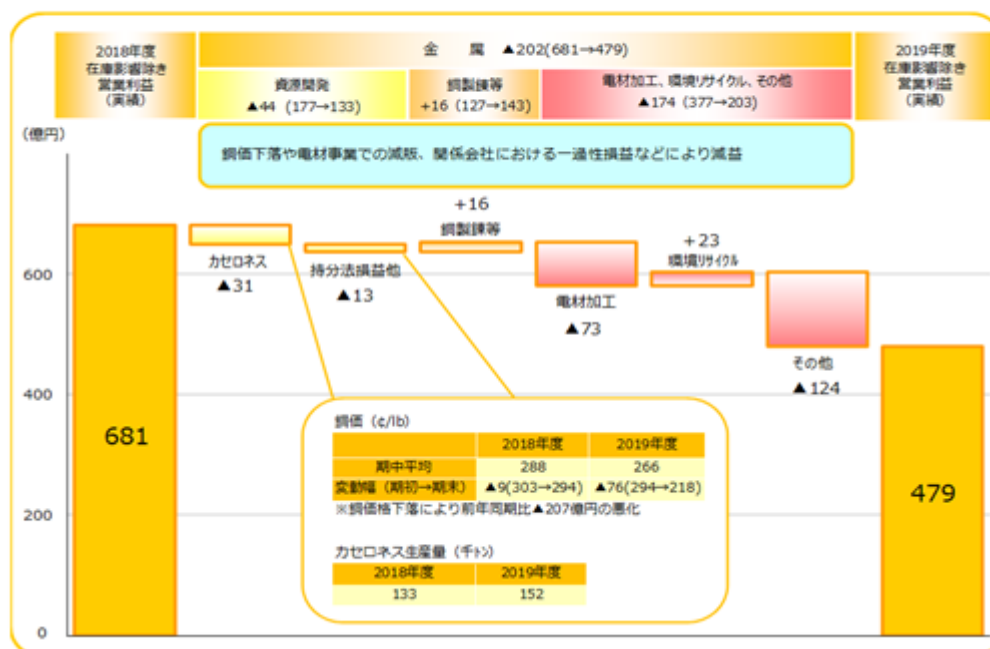 2018年度
在庫影響除き
営業利益
(実績)
金 属 ▲202(681→479)
資源開発
▲44 (177→133)
銅製錬等
+16 (127→143)
電材加工、環境リサイクル、その他
▲174 (377→203)
2019年度
在庫影響除き
営業利益
(実績)
(億円)
銅価下落や電材事業での減販、関係会社における一過性損益などにより減益
600
400
200
0
681
カセロネス
▲31
持分法損益他
▲13
+16
銅製錬等
電材加工
▲73
+23
環境リサイクル
その他
▲124
479
銅価 (¢/lb)
2018年度 2019年度
期中平均 288 266
変動幅 (期初→期末) ▲9(303→294) ▲76(294→218)
※銅価格下落により前年同期比▲207億円の悪化
カセロネス生産量 (千トン)
2018年度 2019年度
133 152